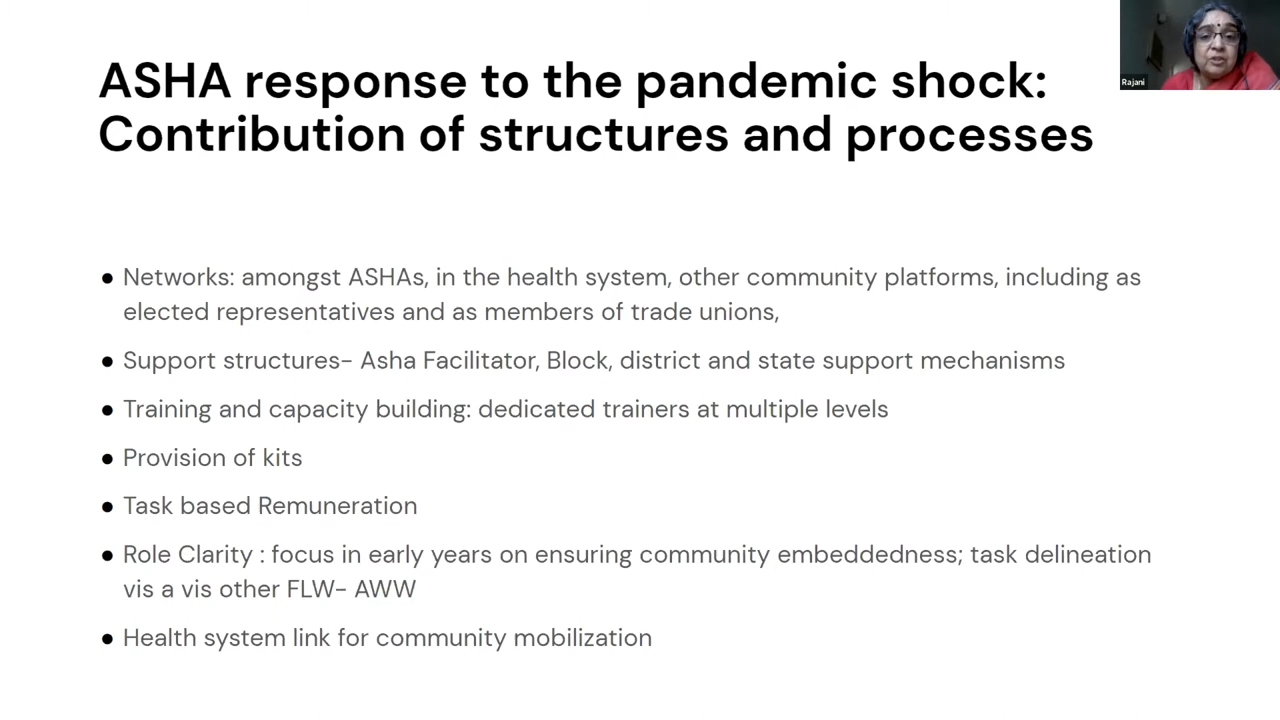 ASHA response to the pandemic shock:
Contribution of structures and processes
Rajani
● Networks: amongst ASHAs, in the health system, other community platforms, including as
elected representatives and as members of trade unions,
● Support structures- Asha Facilitator, Block, district and state support mechanisms
● Training and capacity building: dedicated trainers at multiple levels
● Provision of kits
● Task based Remuneration
● Role Clarity : focus in early years on ensuring community embeddedness; task delineation
vis a vis other FLW- AWW
● Health system link for community mobilization